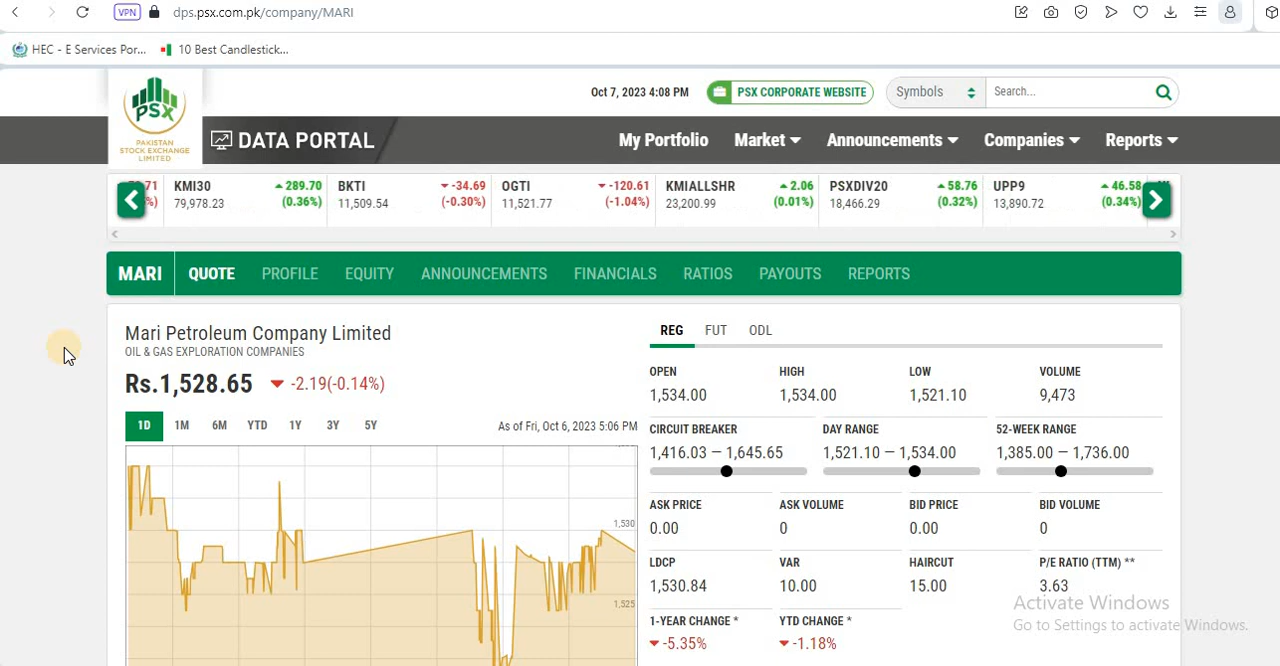 VPN dps.psx.com.pk/company/MARI
HEC - E Services Por... 10 Best Candlestick...
Oct 7, 2023 4:08 PM PSX CORPORATE WEBSITE Symbols Search...
PSX
PAKISTAN
STOCK EXCHANGE
LIMITED
DATA PORTAL My Portfolio Market Announcements Companies Reports
KMI30 289.70 BKTI -34.69 OGTI -120.61 KMIALLSHR 2.06 PSXDIV20 58.76 UPP9 46.58
79,978.23 (0.36%) 11,509.54 (-0.30%) 11,521.77 (-1.04%) 23,200.99 (0.01%) 18,466.29 (0.32%) 13,890.72 (0.34%)
MARI QUOTE PROFILE EQUITY ANNOUNCEMENTS FINANCIALS RATIOS PAYOUTS REPORTS
Mari Petroleum Company Limited
OIL & GAS EXPLORATION COMPANIES
Rs.1,528.65 -2.19(-0.14%)
1D 1M 6M YTD 1Y 3Y 5Y As of Fri, Oct 6, 2023 5:06 PM
1,530
1,525
REG FUT ODL
OPEN HIGH LOW VOLUME
1,534.00 1,534.00 1,521.10 9,473
CIRCUIT BREAKER DAY RANGE 52-WEEK RANGE
1,416.03 — 1,645.65 1,521.10 — 1,534.00 1,385.00 — 1,736.00
ASK PRICE ASK VOLUME BID PRICE BID VOLUME
0.00 0 0.00 0
LDCP VAR HAIRCUT P/E RATIO (TTM) **
1,530.84 10.00 15.00 3.63
1-YEAR CHANGE * YTD CHANGE *
-5.35% -1.18%
Activate Windows
Go to Settings to activate Windows.